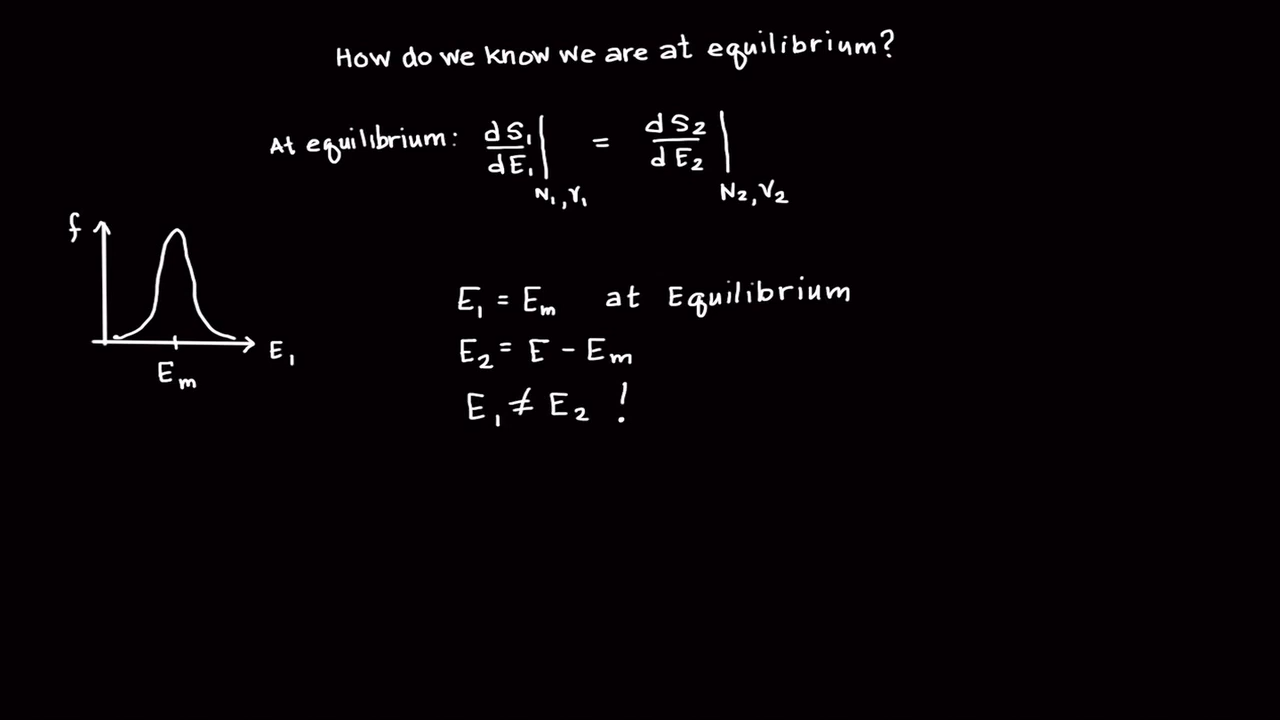 How do we know we are at equilibrium?
At equilibrium: dS₁/dE₁|N₁,V₁ = dS₂/dE₂|N₂,V₂
f
E₁ = Eₘ at Equilibrium
E₁
E₂ = E - Eₘ
Eₘ
E₁ ≠ E₂ !